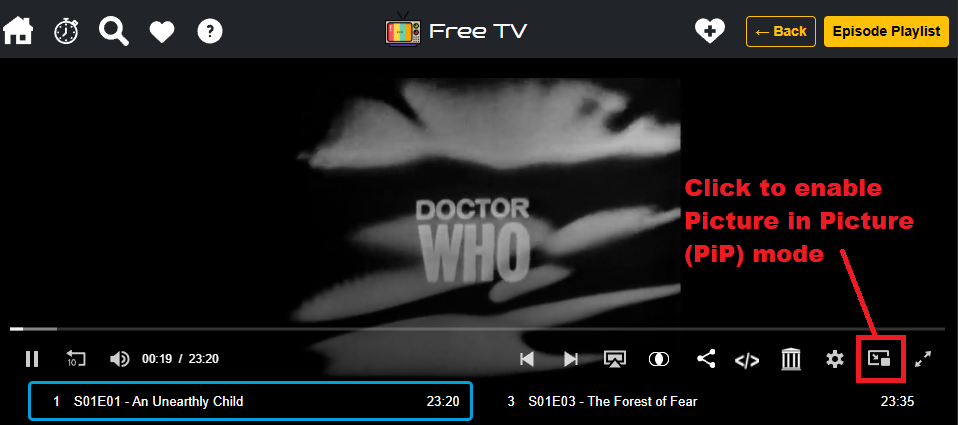 Free TV
← Back
Episode Playlist
DOCTOR
WHO
Click to enable
Picture in Picture
(PiP) mode
10
00:19 / 23:20
</>
1 S01E01 - An Unearthly Child 23:20
3 S01E03 - The Forest of Fear 23:35